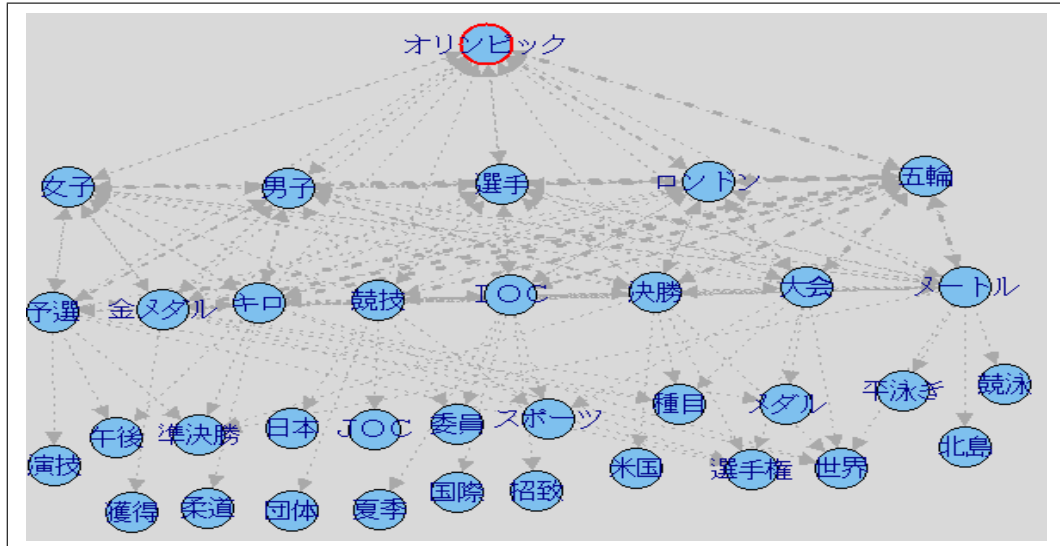 オリンピック
女子
男子
選手
ロンドン
五輪
予選
金メダル
キロ
競技
IOC
決勝
大会
メートル
午後
準決勝
日本
JOC
委員
スポーツ
種目
メダル
平泳ぎ
競泳
演技
獲得
柔道
団体
夏季
国際
招致
米国
選手権
世界
北島